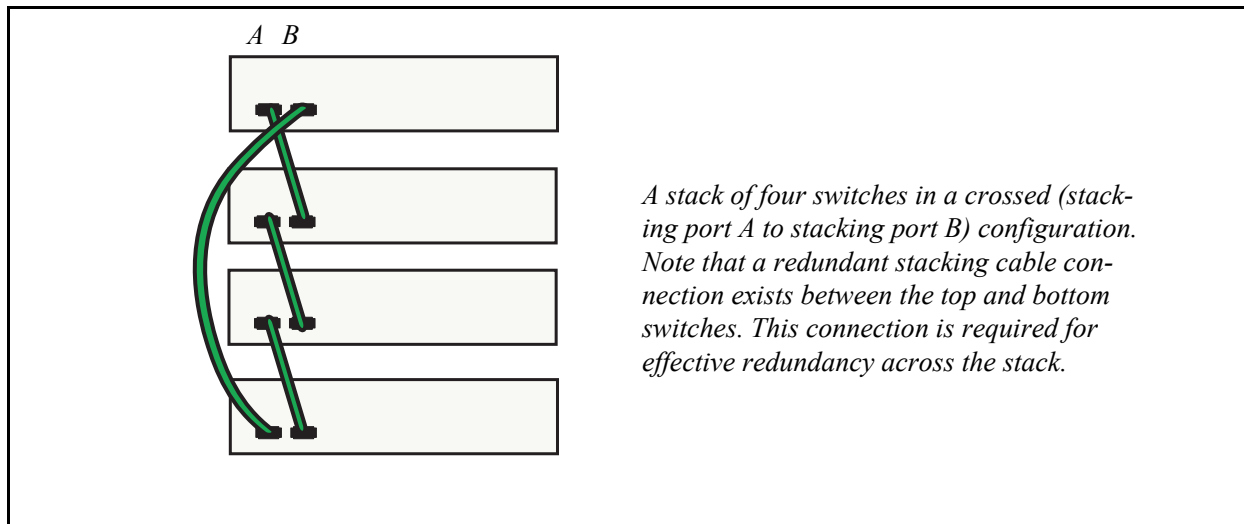 A B
A stack of four switches in a crossed (stack-
ing port A to stacking port B) configuration.
Note that a redundant stacking cable con-
nection exists between the top and bottom
switches. This connection is required for
effective redundancy across the stack.